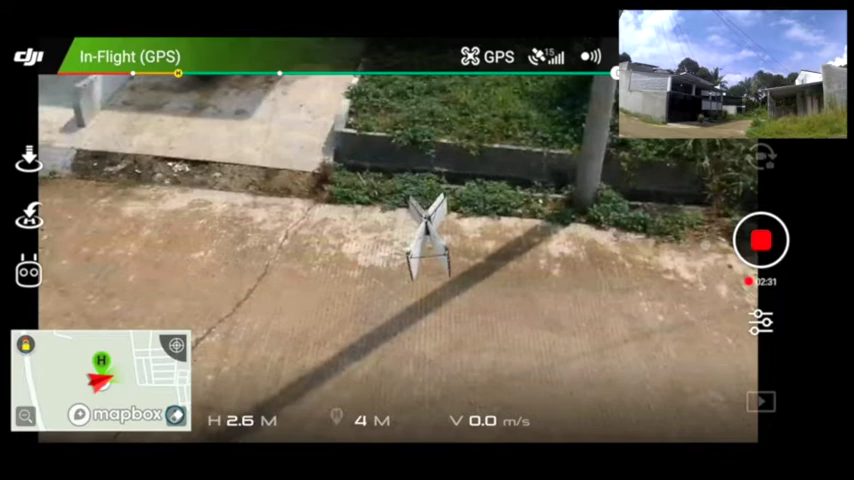 dji In-Flight (GPS) GPS 15
H
02:31
H
mapbox
H 2.6 M H 4 M V 0.0 m/s